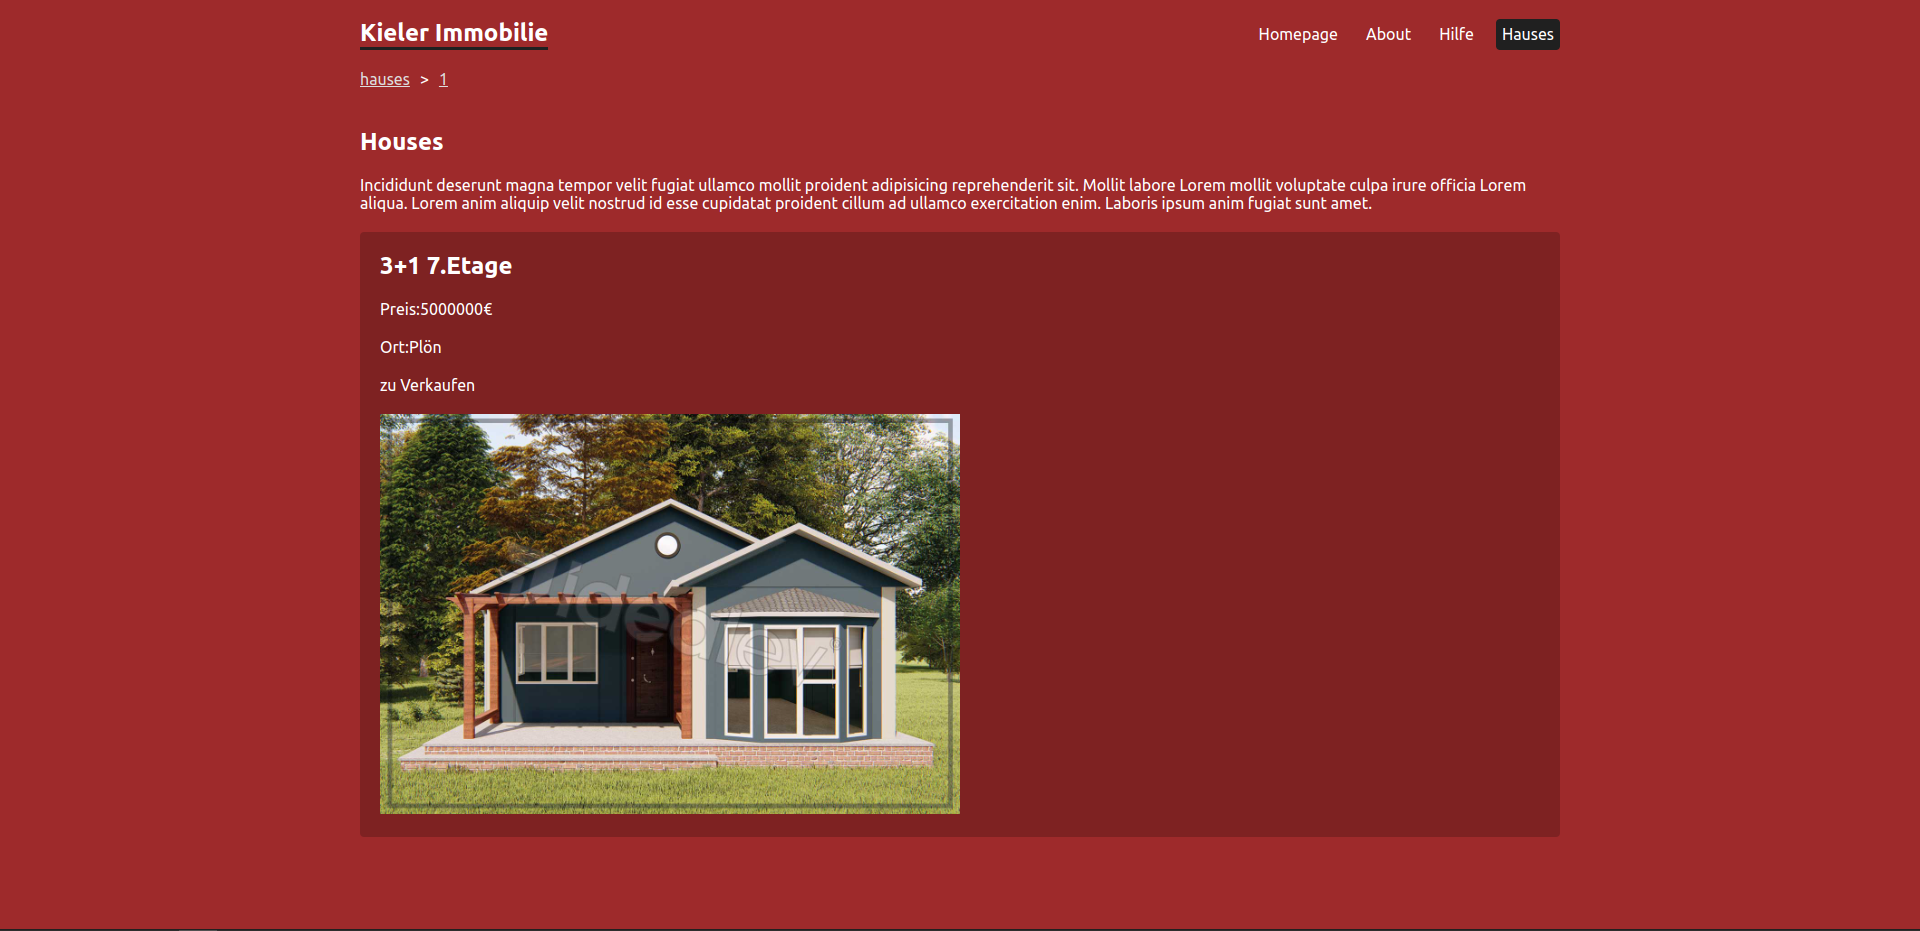 Kieler Immobilie
Homepage About Hilfe Hauses
hauses > 1
Houses
Incididunt deserunt magna tempor velit fugiat ullamco mollit proident adipisicing reprehenderit sit. Mollit labore Lorem mollit voluptate culpa irure officia Lorem
aliqua. Lorem anim aliquip velit nostrud id esse cupidatat proident cillum ad ullamco exercitation enim. Laboris ipsum anim fugiat sunt amet.
3+1 7.Etage
Preis:5000000€
Ort:Plön
zu Verkaufen